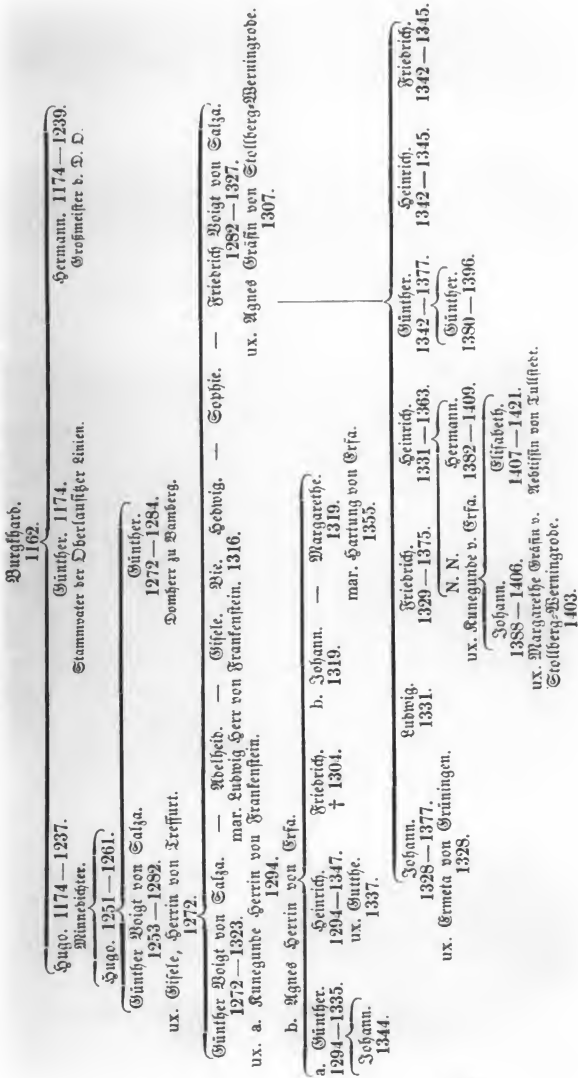 Burghard.
1162.
Hugo. 1174—1237.
Minnedichter.
Günther. 1174.
Stammvater der Oberlausitzer Linien.
Hermann. 1174—1239.
Großmeister d. D. O.
Hugo. 1251—1261.
Günther Voigt von Salza.
1253—1282.
ux. Gisele, Herrin von Treffurt.
1272.
Günther.
1272—1284.
Domherr zu Bamberg.
Günther Voigt von Salza. — Adelheid. — Gisele. Bie. Hedwig. — Sophie. — Friedrich Voigt von Salza.
1272—1323.
mar. Ludwig Herr von Frankenstein. 1316.
1282—1327.
ux. a. Kunegunde Herrin von Frankenstein.
1294.
ux. Agnes Gräfin von Stollberg-Werningrobe.
1307.
b. Agnes Herrin von Erfa.
a. Günther.
1294—1335.
Heinrich.
1294—1347.
ux. Gutthe.
1337.
Friedrich.
† 1304.
b. Johann. — Margarethe.
1319.
1319.
mar. Hartung von Erfa.
1355.
Johann.
1344.
Johann.
1328—1377.
ux. Ermeta von Grüningen.
1328.
Ludwig.
1331.
Friedrich.
1329—1375.
Heinrich.
1331—1363.
Günther.
1342—1377.
Heinrich.
1342—1345.
Friedrich.
1342—1345.
N. N.
ux. Kunegunde v. Erfa.
Hermann.
1382—1409.
Günther.
1380—1396.
Johann.
1388—1406.
ux. Margarethe Gräfin v.
Stollberg-Werningrobe.
1403.
Elisabeth.
1407—1421.
Aebtissin von Tullstedt.